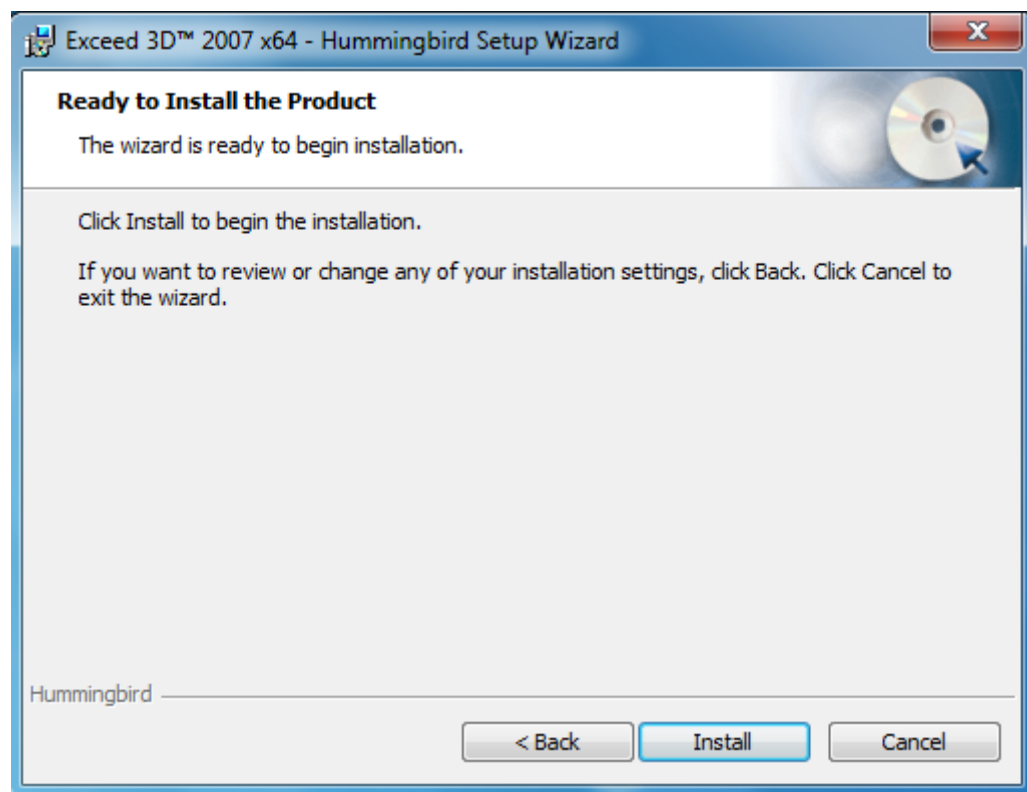 Exceed 3D™ 2007 x64 - Hummingbird Setup Wizard
Ready to Install the Product
The wizard is ready to begin installation.
Click Install to begin the installation.
If you want to review or change any of your installation settings, click Back. Click Cancel to
exit the wizard.
Hummingbird
< Back Install Cancel